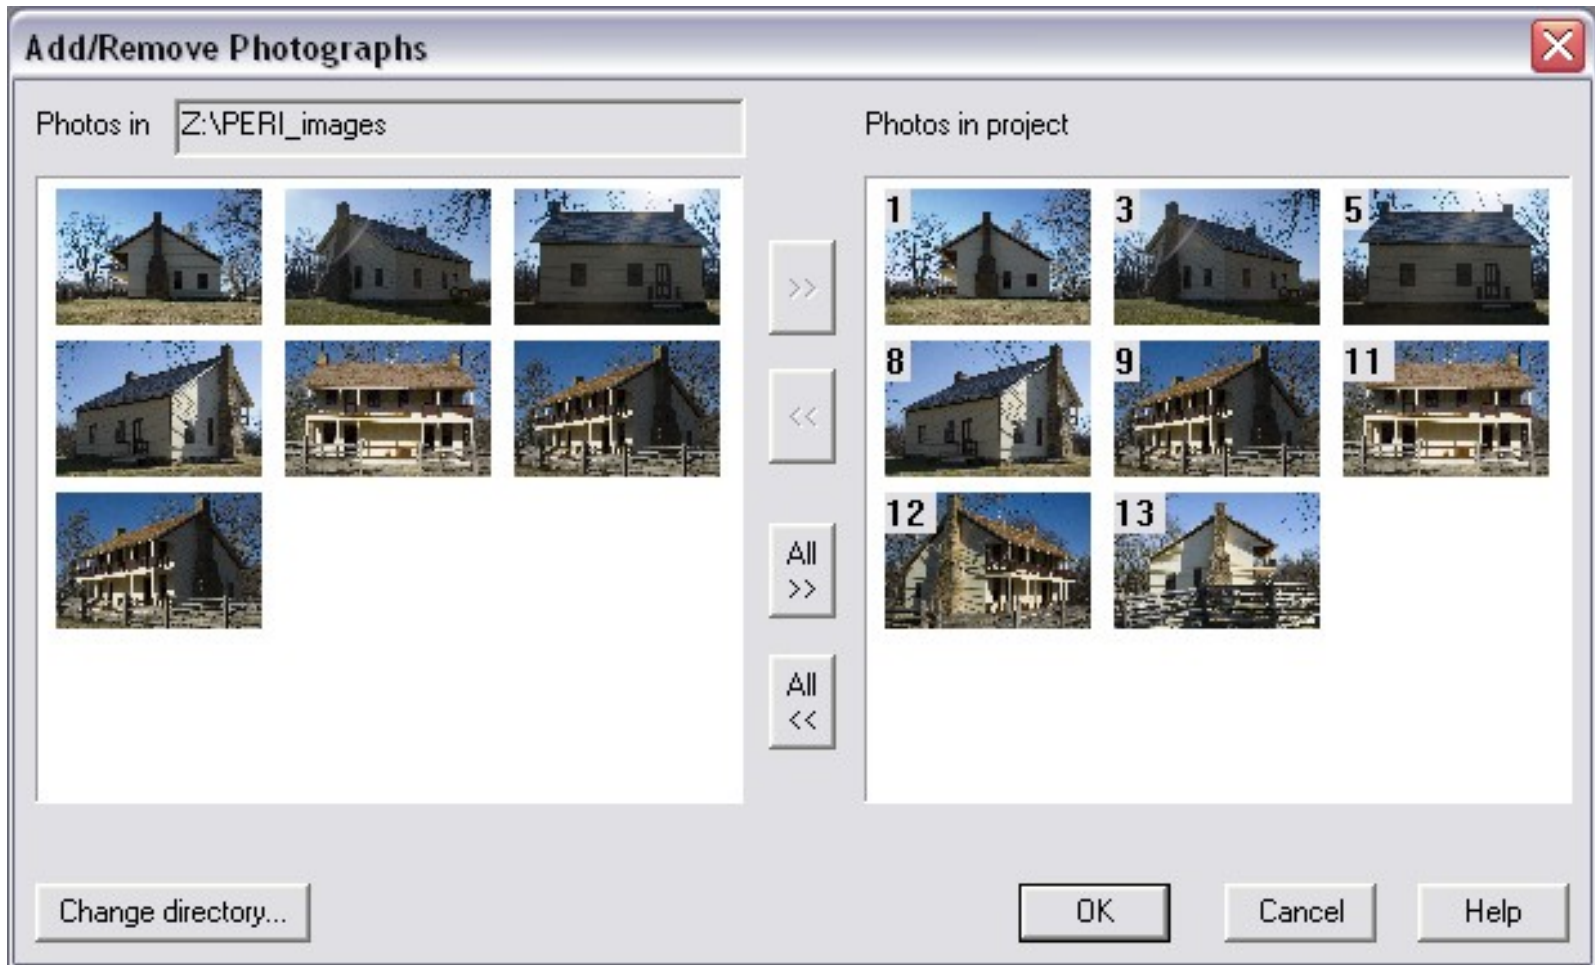 Add/Remove Photographs
Photos in Z:\PERI_images
Photos in project
1 3 5
8 9 11
12 13
>>
<<
All
>>
All
<<
Change directory...
OK Cancel Help